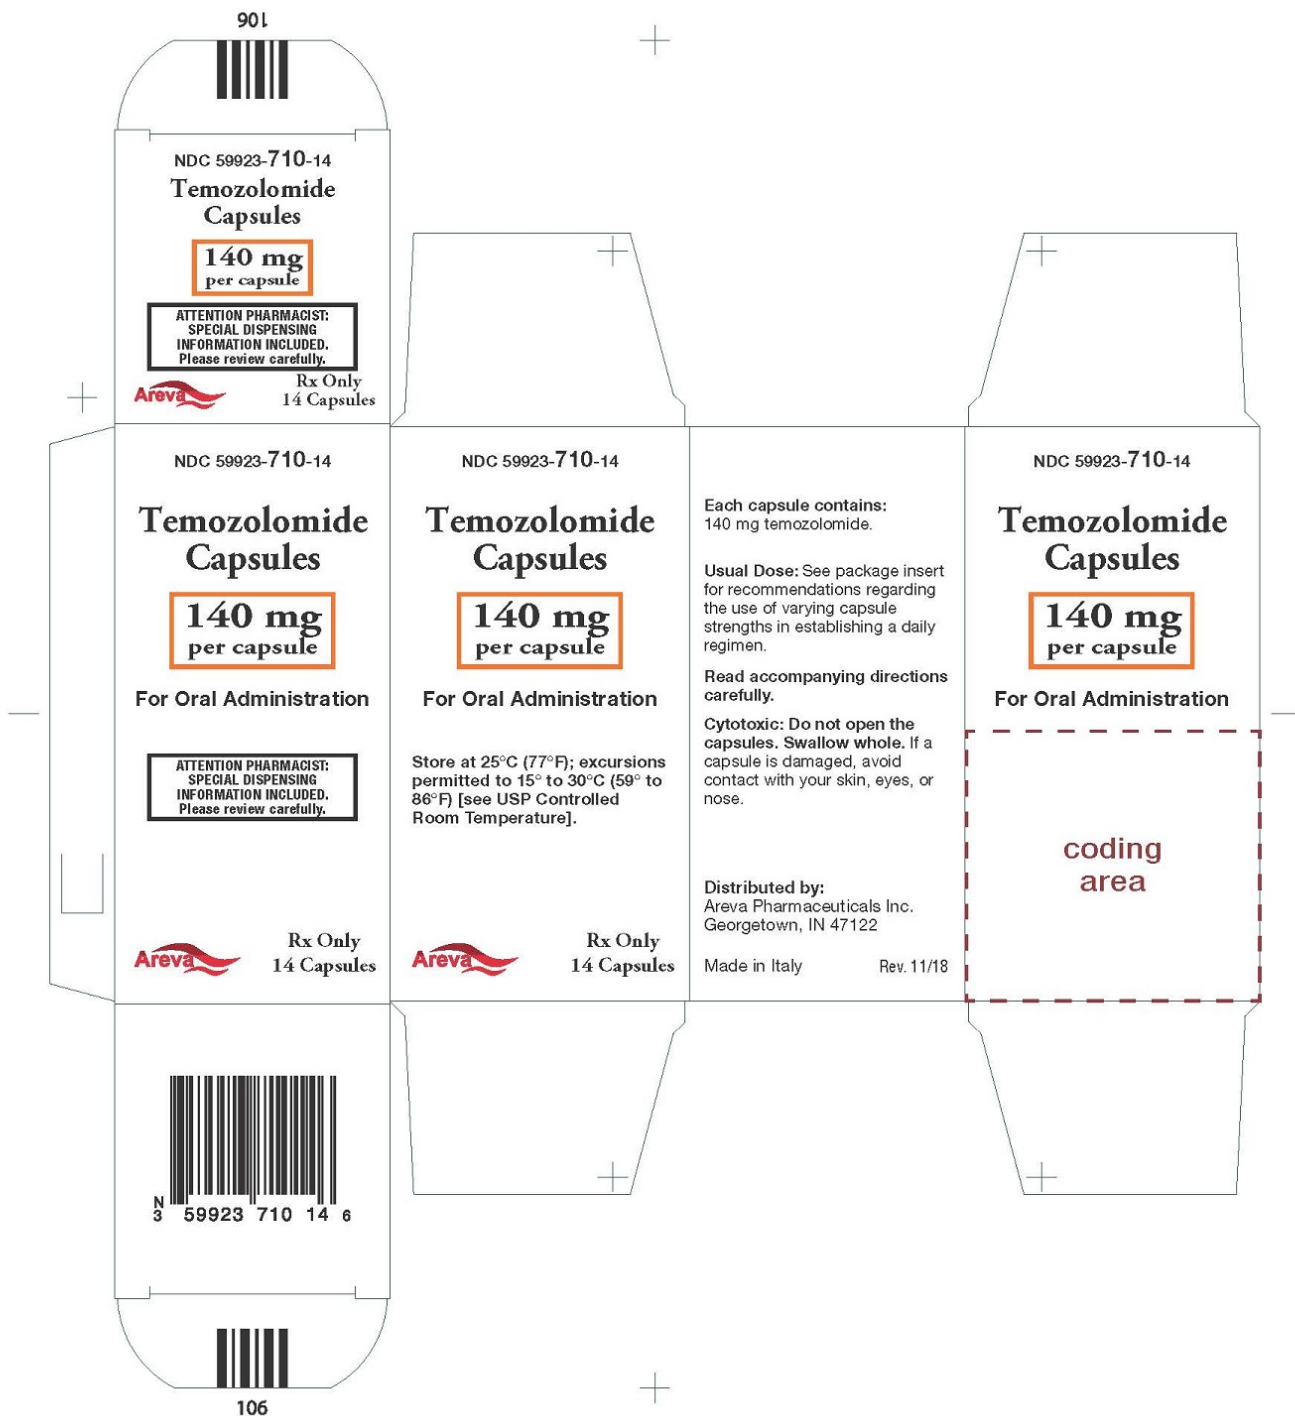 106
NDC 59923-710-14
Temozolomide
Capsules
140 mg
per capsule
ATTENTION PHARMACIST:
SPECIAL DISPENSING
INFORMATION INCLUDED.
Please review carefully.
Areva
Rx Only
14 Capsules
NDC 59923-710-14
Temozolomide
Capsules
140 mg
per capsule
For Oral Administration
ATTENTION PHARMACIST:
SPECIAL DISPENSING
INFORMATION INCLUDED.
Please review carefully.
Areva
Rx Only
14 Capsules
NDC 59923-710-14
Temozolomide
Capsules
140 mg
per capsule
For Oral Administration
Store at 25°C (77°F); excursions
permitted to 15° to 30°C (59° to
86°F) [see USP Controlled
Room Temperature].
Areva
Rx Only
14 Capsules
Each capsule contains:
140 mg temozolomide.
Usual Dose: See package insert
for recommendations regarding
the use of varying capsule
strengths in establishing a daily
regimen.
Read accompanying directions
carefully.
Cytotoxic: Do not open the
capsules. Swallow whole. If a
capsule is damaged, avoid
contact with your skin, eyes, or
nose.
Distributed by:
Areva Pharmaceuticals Inc.
Georgetown, IN 47122
Made in Italy Rev. 11/18
NDC 59923-710-14
Temozolomide
Capsules
140 mg
per capsule
For Oral Administration
coding
area
N
3 59923 710 14 6
106